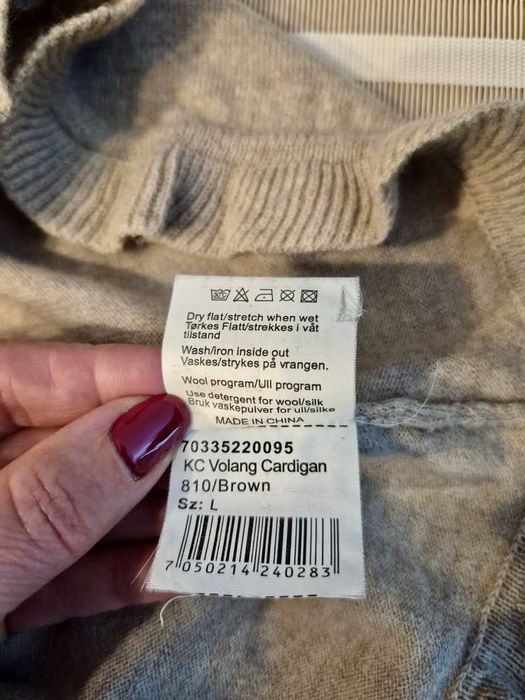 Dry flat/stretch when wet
Tørkes Flatt/strekkes i våt
tilstand
Wash/iron inside out
Vaskes/strykes på vrangen.
Wool program/Ull program
Use detergent for wool/silk
Bruk vaskepulver for ull/silke
MADE IN CHINA
70335220095
KC Volang Cardigan
810/Brown
Sz: L
7 050214 240283